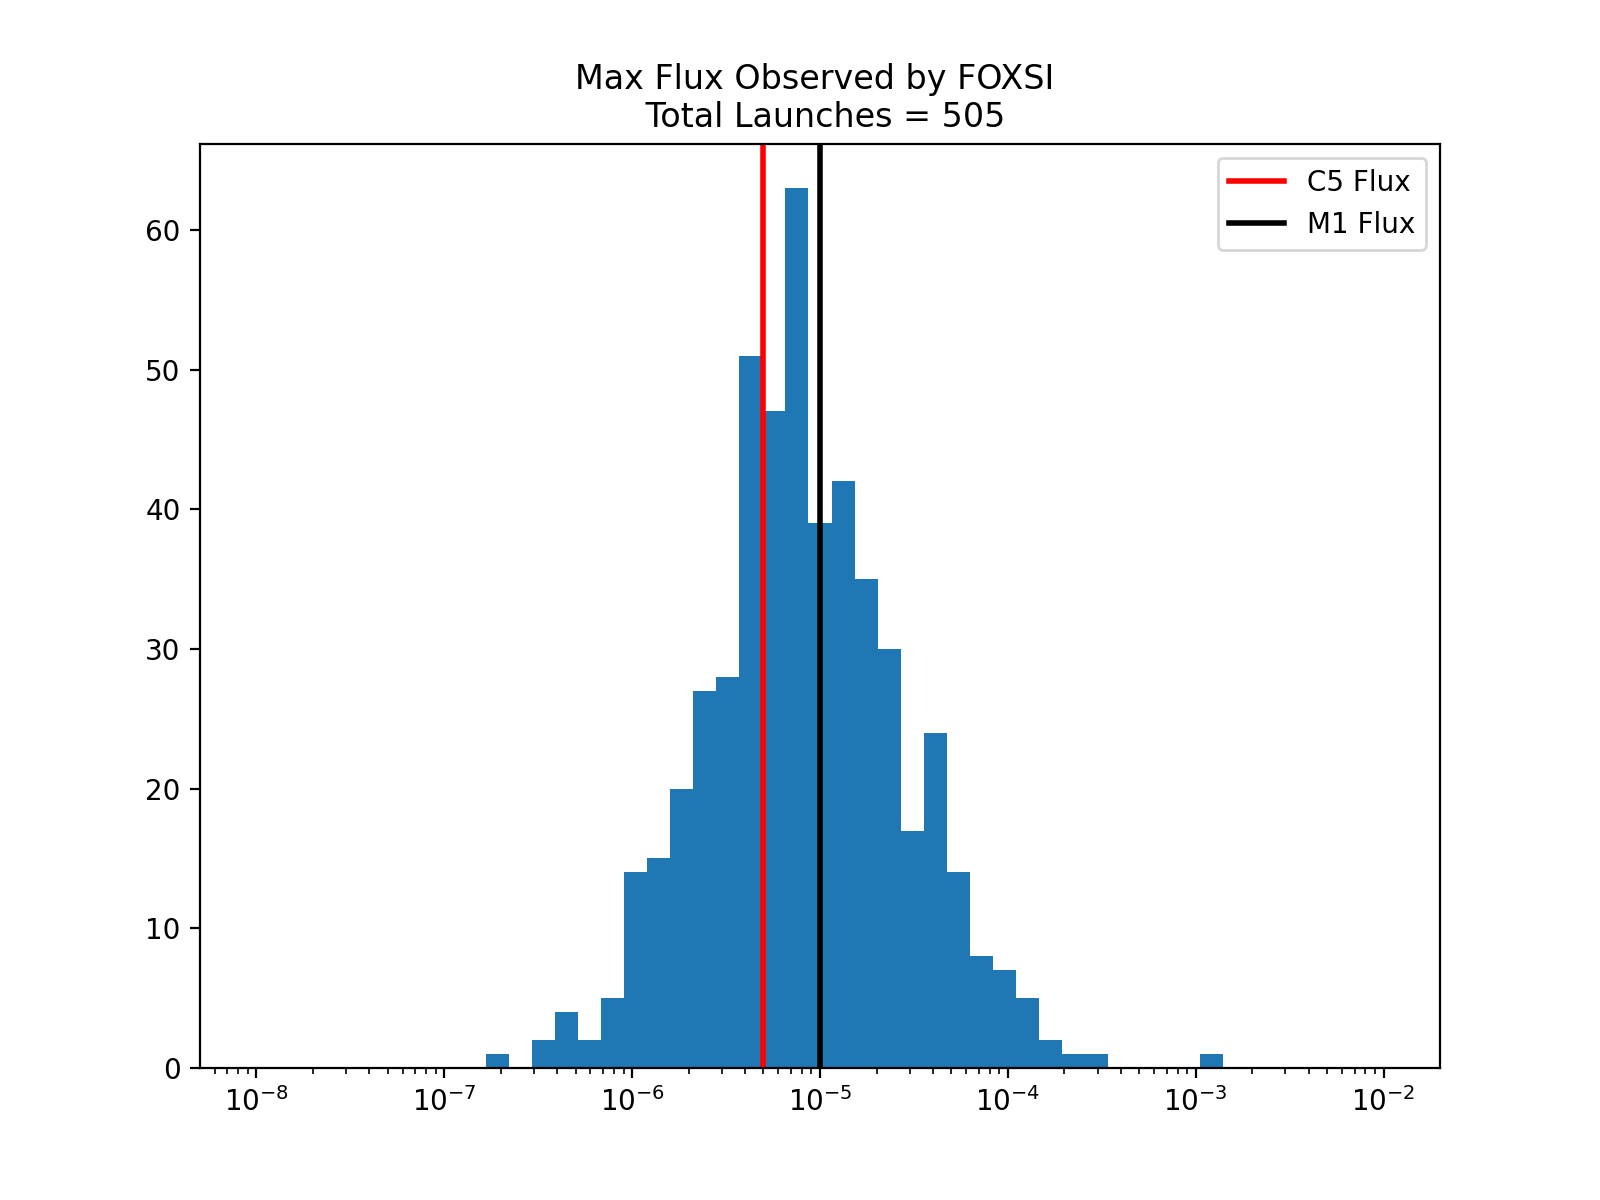 Max Flux Observed by FOXSI
Total Launches = 505
C5 Flux
M1 Flux
60
50
40
30
20
10
0
10⁻⁸ 10⁻⁷ 10⁻⁶ 10⁻⁵ 10⁻⁴ 10⁻³ 10⁻²